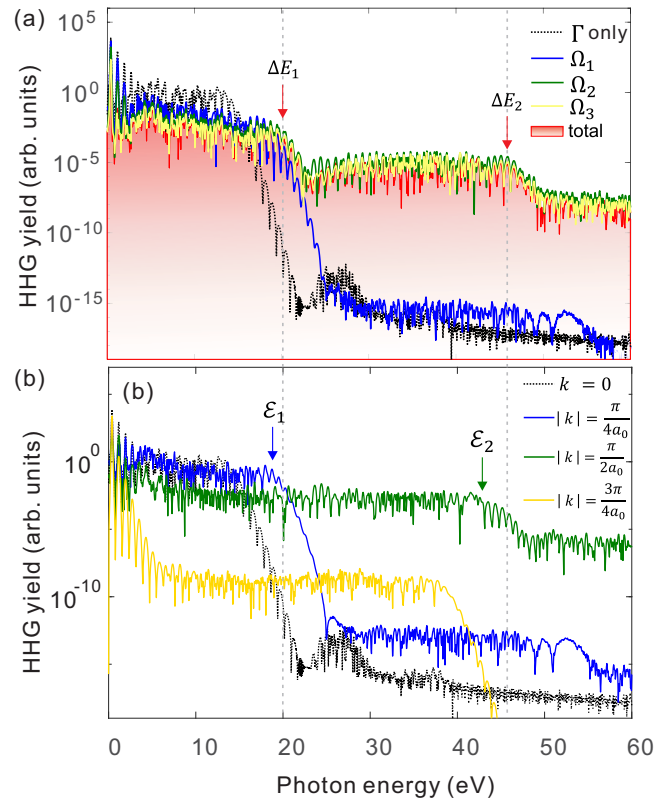 (a)
10^5
10^0
10^-5
10^-10
10^-15
HHG yield (arb. units)
ΔE_1
ΔE_2
Γ only
Ω_1
Ω_2
Ω_3
total
(b)
(b)
10^0
10^-10
HHG yield (arb. units)
ℰ_1
ℰ_2
k = 0
|k| = π/4a_0
|k| = π/2a_0
|k| = 3π/4a_0
0 10 20 30 40 50 60
Photon energy (eV)